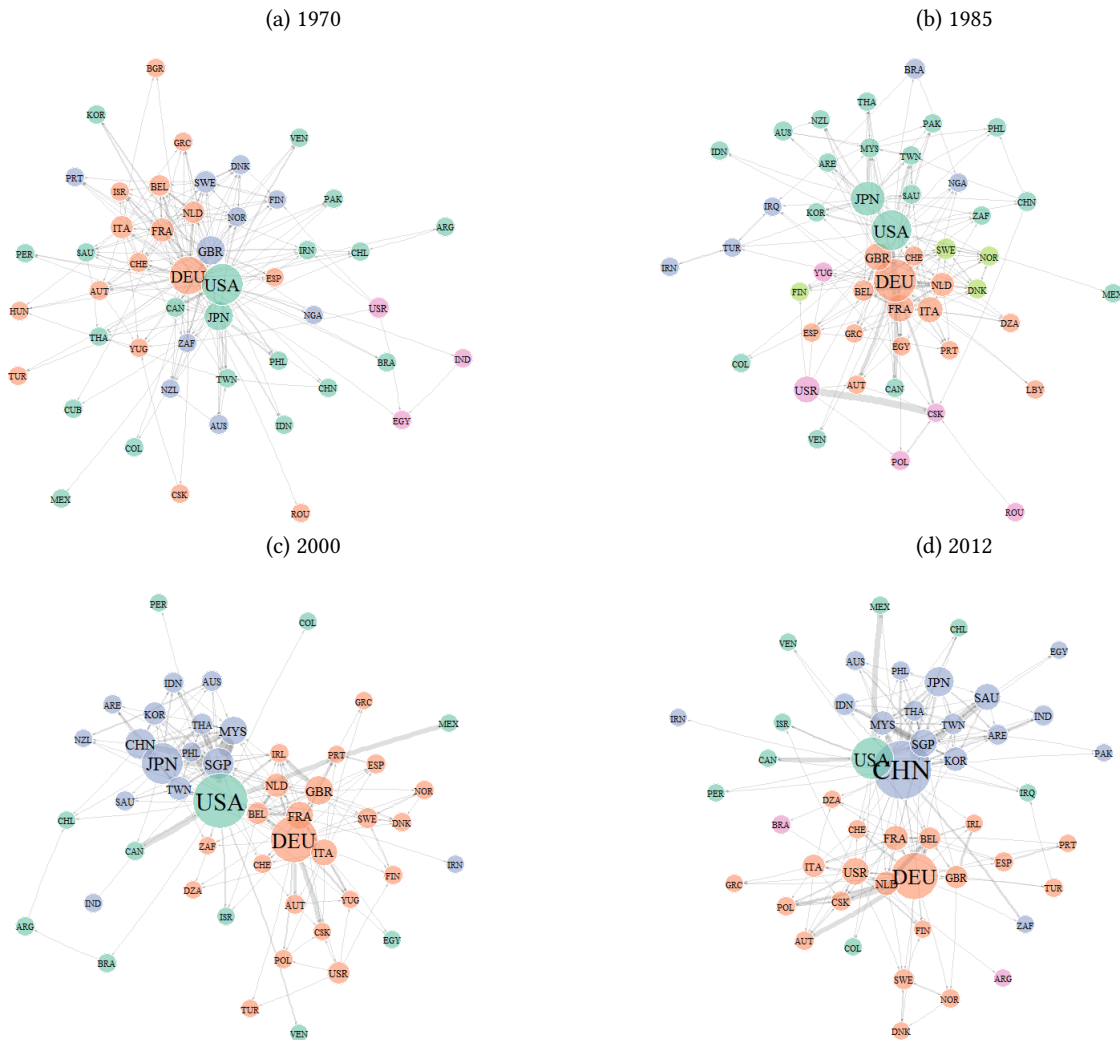 (a) 1970
BGR
KOR
VEN
GRC
DNK
PRT
BEL
SWE
ISR
FIN
PAK
NLD
NOR
ITA
FRA
ARG
GBR
PER
SAU
IRN
CHL
CHE
DEU
USA
ESP
AUT
CAN
HUN
JPN
NGA
USR
THA
ZAF
YUG
PHL
BRA
IND
TUR
TWN
NZL
CHN
CUB
EGY
AUS
IDN
COL
MEX
CSK
ROU
(b) 1985
BRA
THA
NZL
AUS
PAK
PHL
IDN
MYS
TWN
ARE
NGA
JPN
SAU
CHN
IRQ
KOR
ZAF
USA
TUR
SWE
GBR
CHE
NOR
IRN
YUG
DEU
NLD
FIN
BEL
DNK
MEX
FRA
ITA
DZA
ESP
GRC
EGY
PRT
COL
USR
AUT
CAN
LBY
CSK
VEN
POL
ROU
(c) 2000
PER
COL
IDN
AUS
ARE
GRC
KOR
THA
MYS
MEX
NZL
CHN
PHL
IRL
PRT
JPN
SGP
ESP
TWN
NLD
GBR
NOR
SAU
USA
BEL
FRA
SWE
DNK
CHL
DEU
CAN
ZAF
ITA
CHE
IRN
DZA
FIN
IND
AUT
YUG
ISR
ARG
CSK
EGY
BRA
POL
USR
TUR
VEN
(d) 2012
MEX
VEN
CHL
AUS
PHL
EGY
JPN
IDN
SAU
THA
IRN
ISR
MYS
TWN
IND
SGP
ARE
CAN
USA
CHN
KOR
PAK
PER
IRQ
DZA
BRA
CHE
FRA
BEL
IRL
PRT
ITA
USR
ESP
GRC
NLD
DEU
GBR
TUR
POL
CSK
ZAF
AUT
COL
FIN
SWE
ARG
NOR
DNK